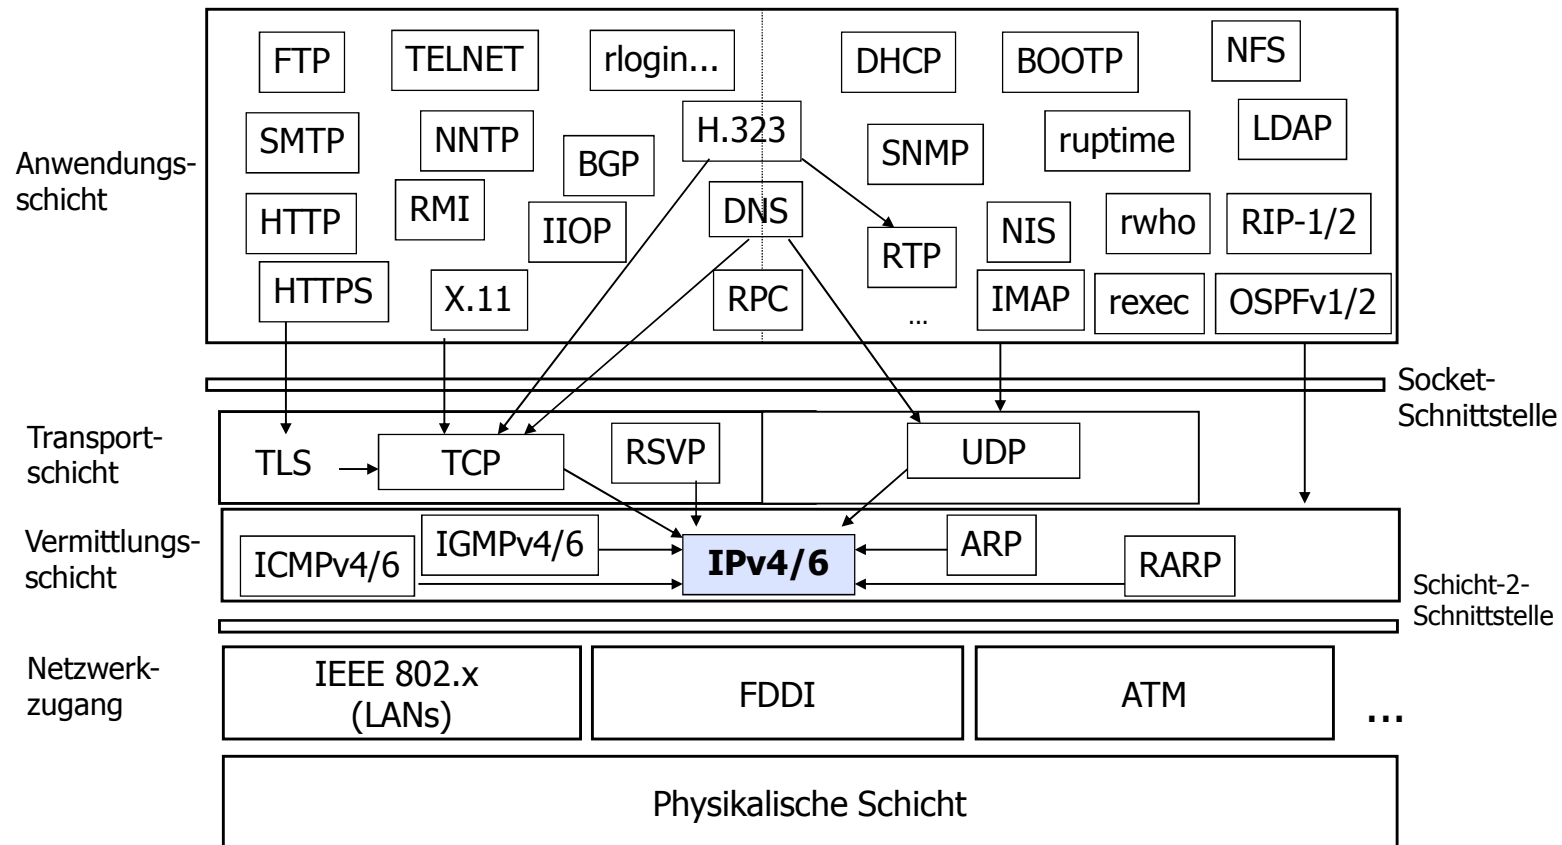 FTP
TELNET
rlogin...
DHCP
BOOTP
NFS
SMTP
NNTP
BGP
H.323
SNMP
ruptime
LDAP
Anwendungs-
schicht
HTTP
RMI
IIOP
DNS
RTP
NIS
rwho
RIP-1/2
HTTPS
X.11
RPC
...
IMAP
rexec
OSPFv1/2
Socket-
Schnittstelle
Transport-
schicht
TLS
TCP
RSVP
UDP
Vermittlungs-
schicht
ICMPv4/6
IGMPv4/6
IPv4/6
ARP
RARP
Schicht-2-
Schnittstelle
Netzwerk-
zugang
IEEE 802.x
(LANs)
FDDI
ATM
...
Physikalische Schicht